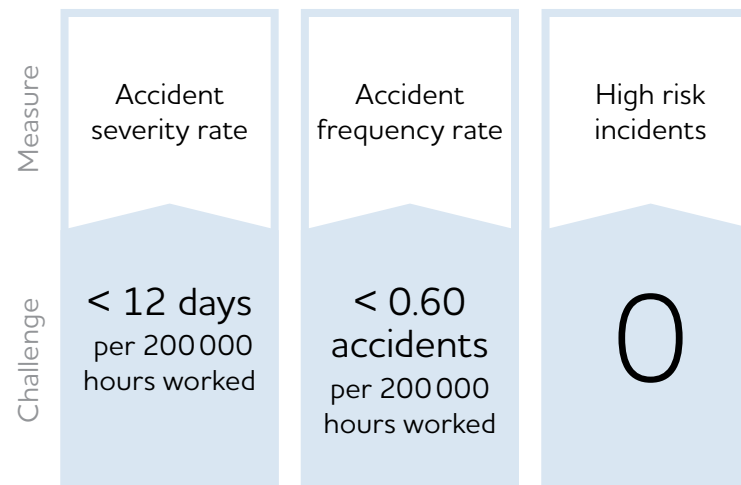 Measure
Accident
severity rate
Accident
frequency rate
High risk
incidents
Challenge
< 12 days
per 200 000
hours worked
< 0.60
accidents
per 200 000
hours worked
0